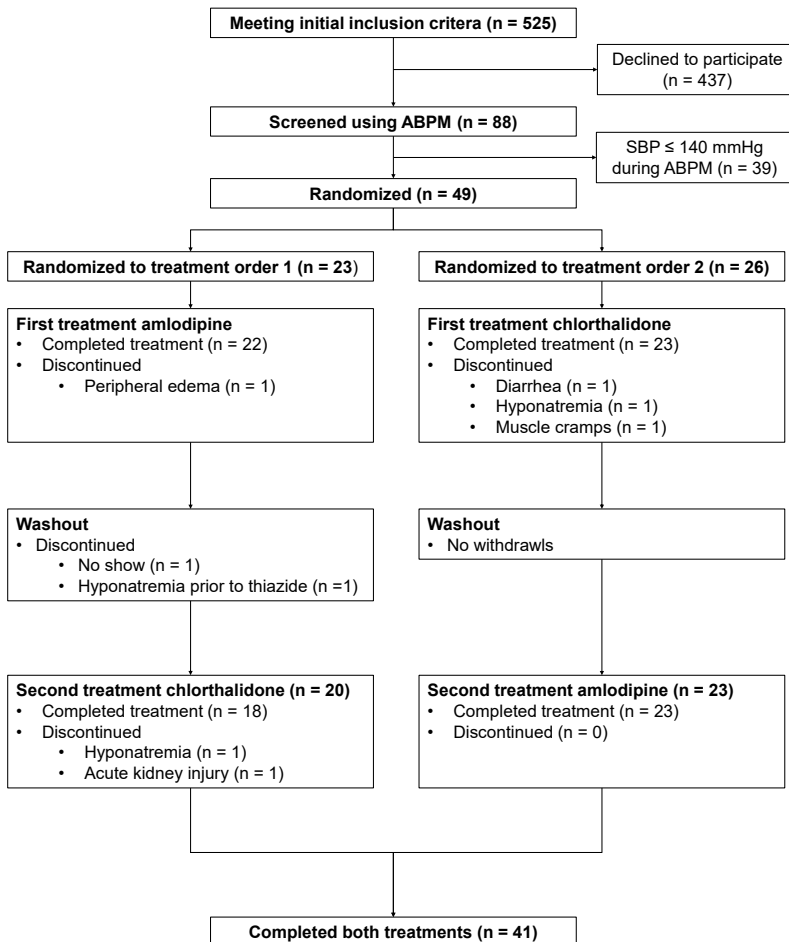 Meeting initial inclusion critera (n = 525)
Declined to participate
(n = 437)
Screened using ABPM (n = 88)
SBP ≤ 140 mmHg
during ABPM (n = 39)
Randomized (n = 49)
Randomized to treatment order 1 (n = 23)
Randomized to treatment order 2 (n = 26)
First treatment amlodipine
• Completed treatment (n = 22)
• Discontinued
• Peripheral edema (n = 1)
First treatment chlorthalidone
• Completed treatment (n = 23)
• Discontinued
• Diarrhea (n = 1)
• Hyponatremia (n = 1)
• Muscle cramps (n = 1)
Washout
• Discontinued
• No show (n = 1)
• Hyponatremia prior to thiazide (n =1)
Washout
• No withdrawls
Second treatment chlorthalidone (n = 20)
• Completed treatment (n = 18)
• Discontinued
• Hyponatremia (n = 1)
• Acute kidney injury (n = 1)
Second treatment amlodipine (n = 23)
• Completed treatment (n = 23)
• Discontinued (n = 0)
Completed both treatments (n = 41)